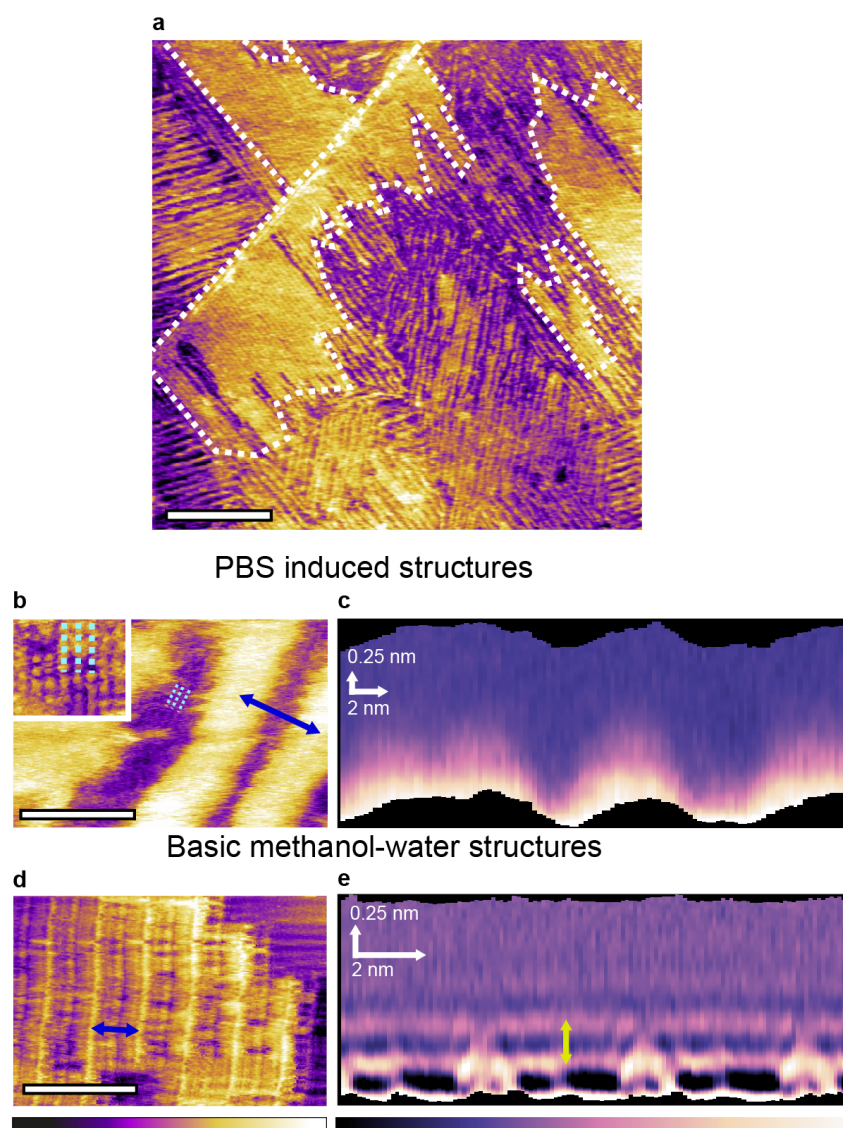 a
PBS induced structures
b
c
0.25 nm
2 nm
Basic methanol-water structures
d
e
0.25 nm
2 nm